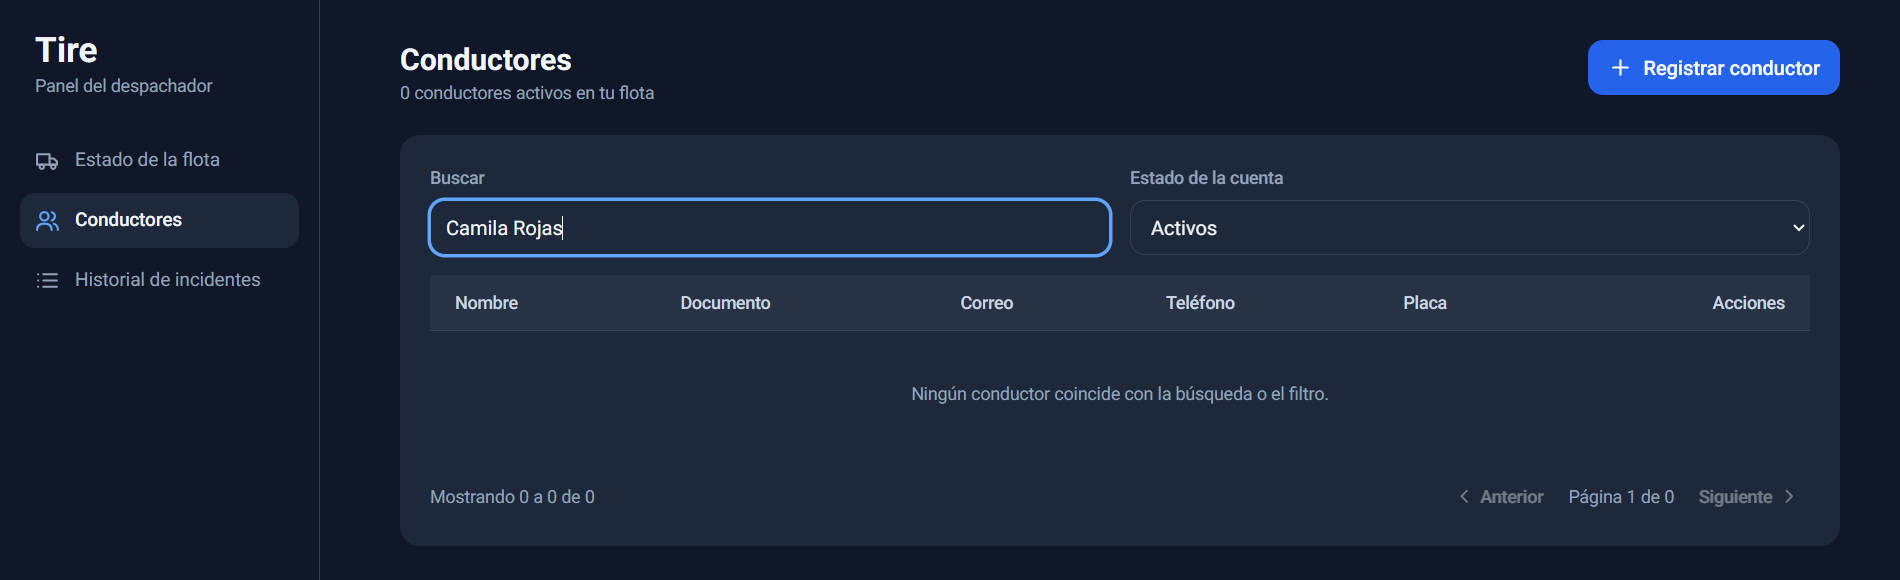 Tire
Panel del despachador
Estado de la flota
Conductores
Historial de incidentes
Conductores
0 conductores activos en tu flota
Registrar conductor
Buscar
Estado de la cuenta
Camila Rojas
Activos
Nombre Documento Correo Teléfono Placa Acciones
Ningún conductor coincide con la búsqueda o el filtro.
Mostrando 0 a 0 de 0
Anterior Página 1 de 0 Siguiente